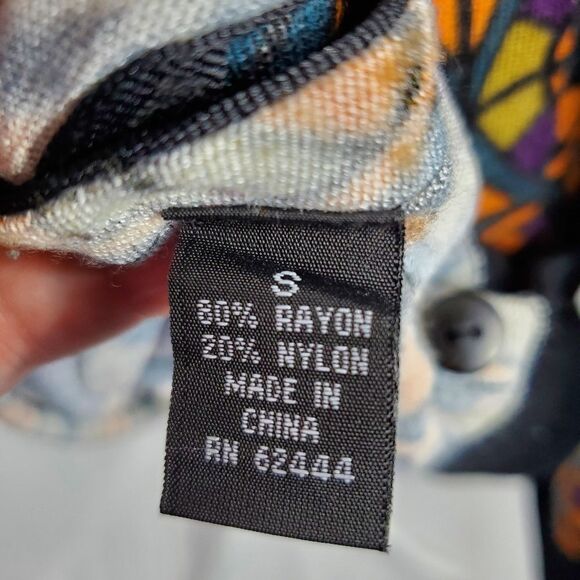 S
80% RAYON
20% NYLON
MADE IN
CHINA
RN 62444